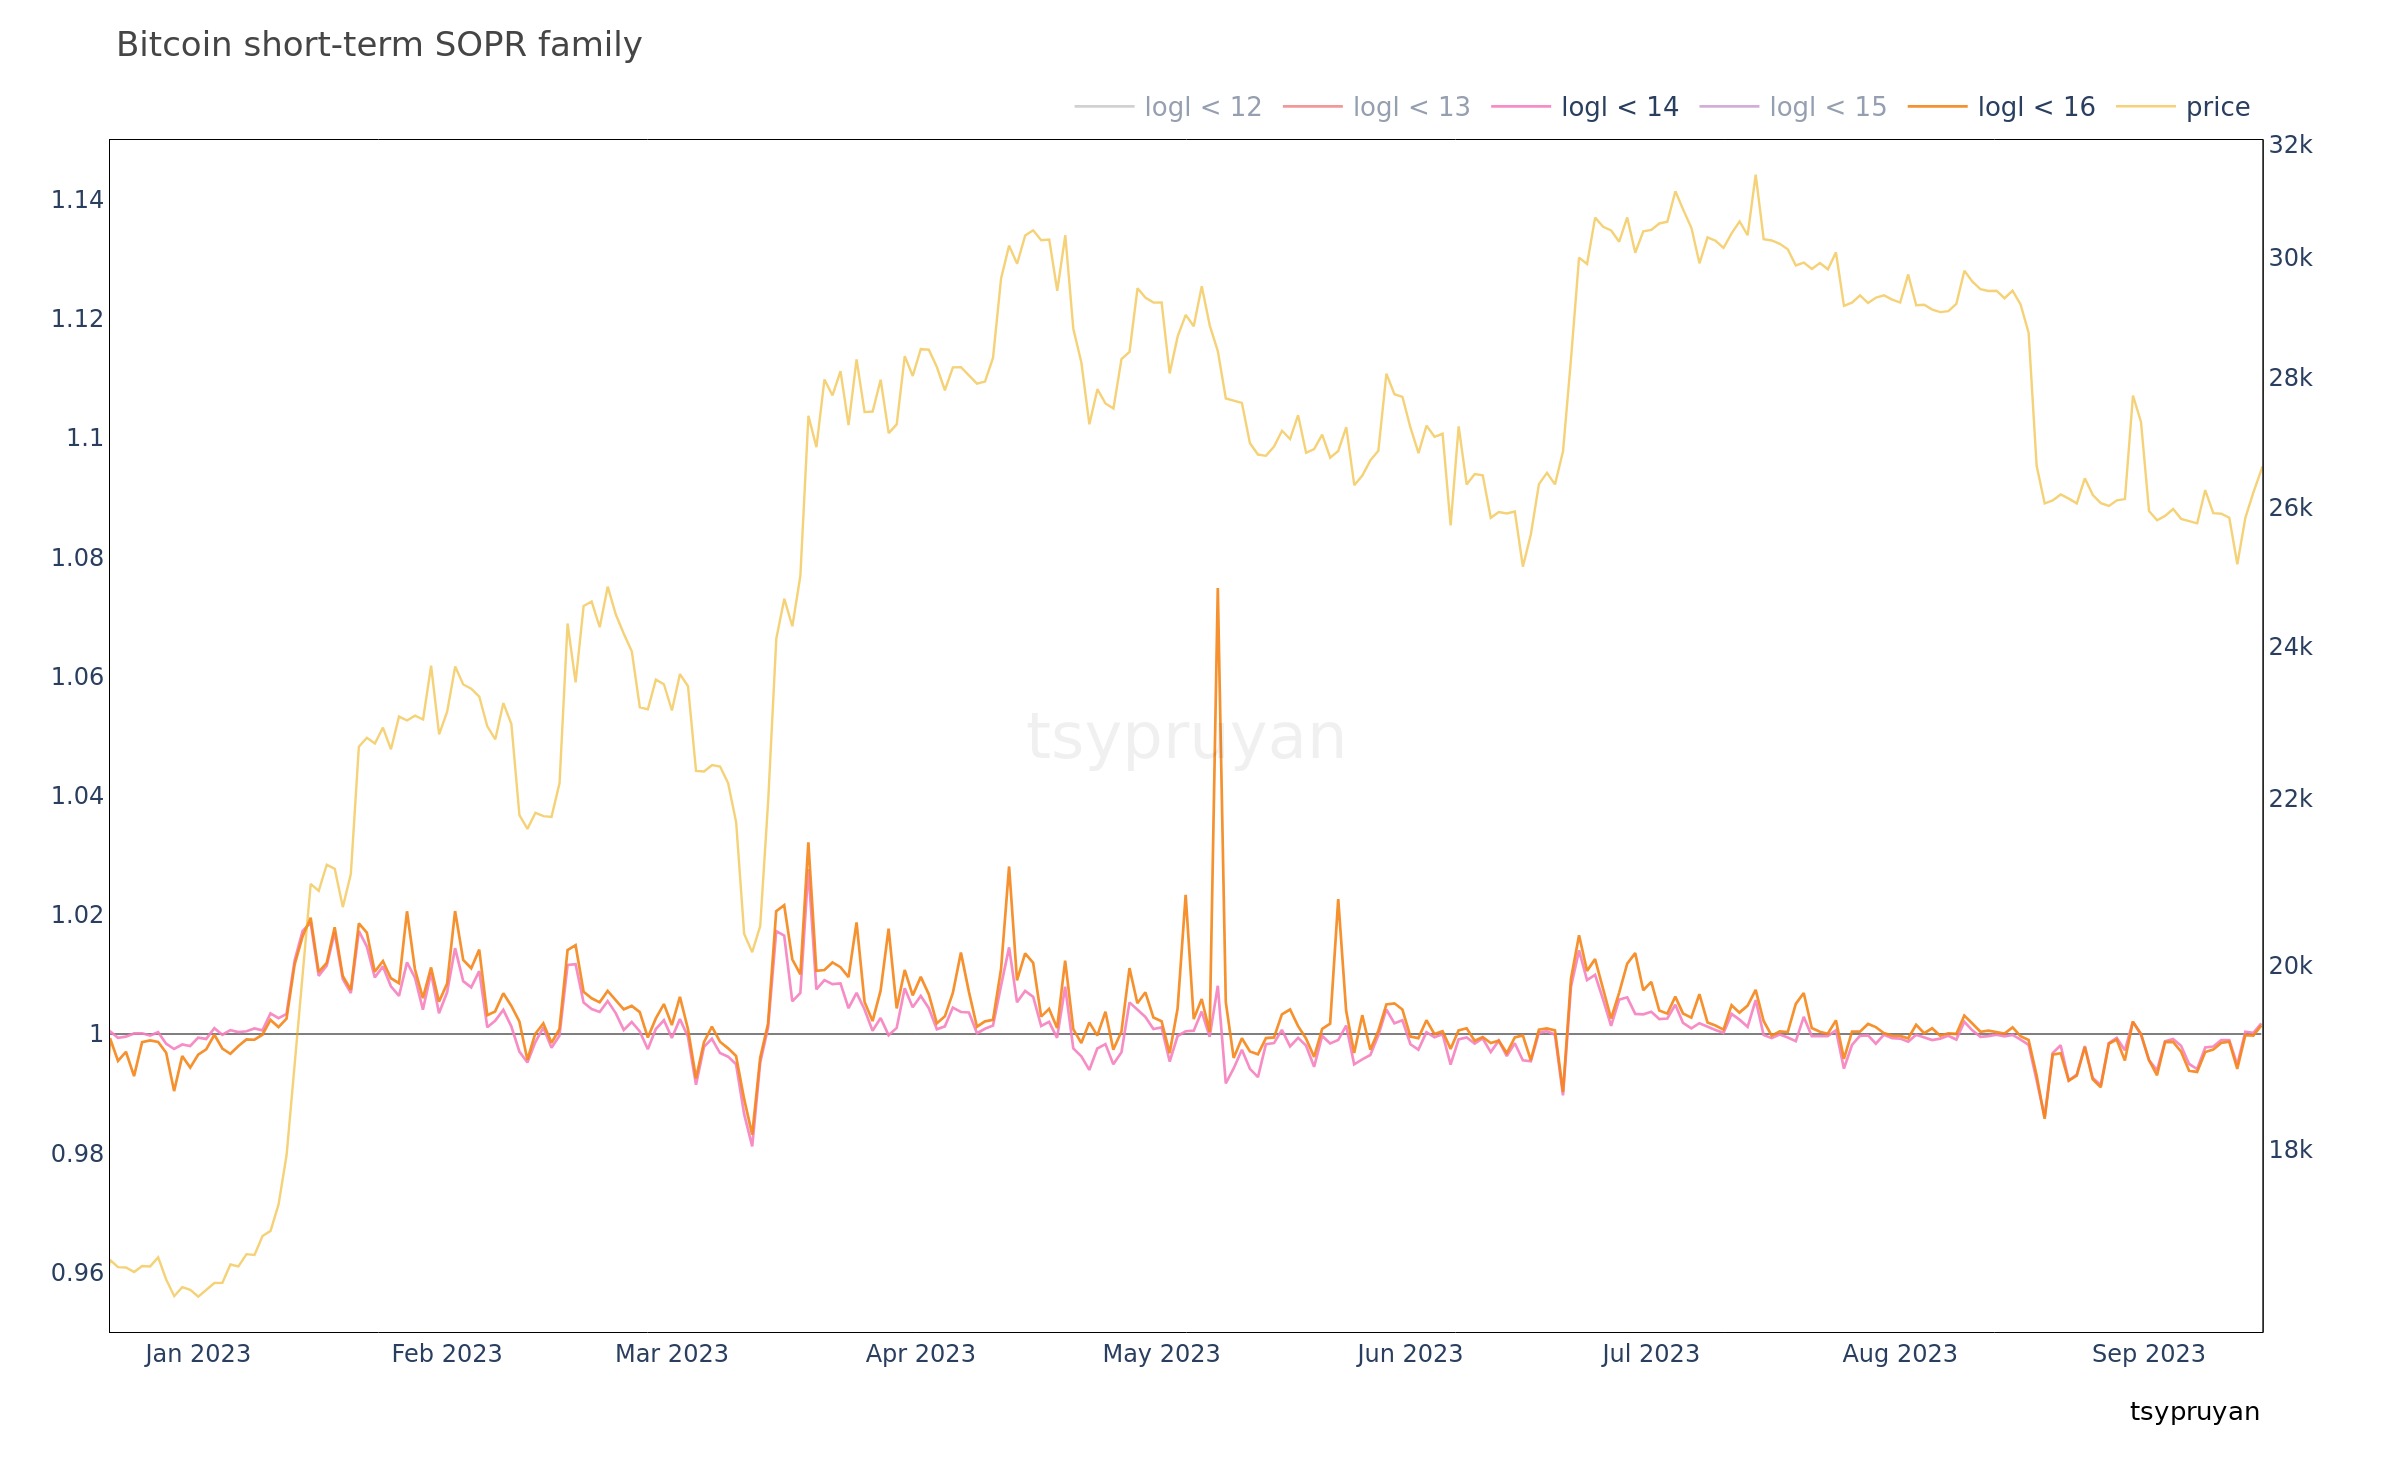 Bitcoin short-term SOPR family
logl < 12 logl < 13 logl < 14 logl < 15 logl < 16 price
32k
1.14
30k
1.12
28k
1.1
26k
1.08
24k
1.06
tsypruyan
1.04
22k
1.02
20k
1
18k
0.98
0.96
Jan 2023 Feb 2023 Mar 2023 Apr 2023 May 2023 Jun 2023 Jul 2023 Aug 2023 Sep 2023
tsypruyan